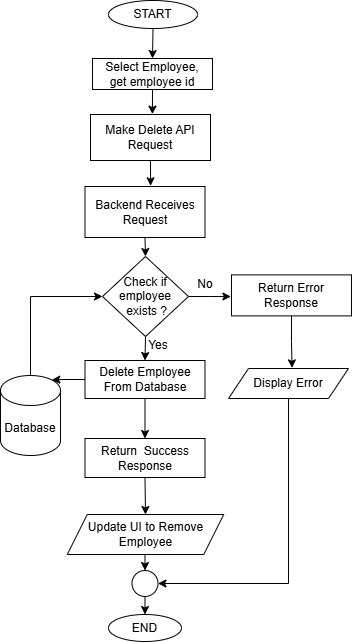 START
Select Employee,
get employee id
Make Delete API
Request
Backend Receives
Request
Check if
employee
exists ?
No
Return Error
Response
Yes
Display Error
Delete Employee
From Database
Database
Return  Success
Response
Update UI to Remove
Employee
END